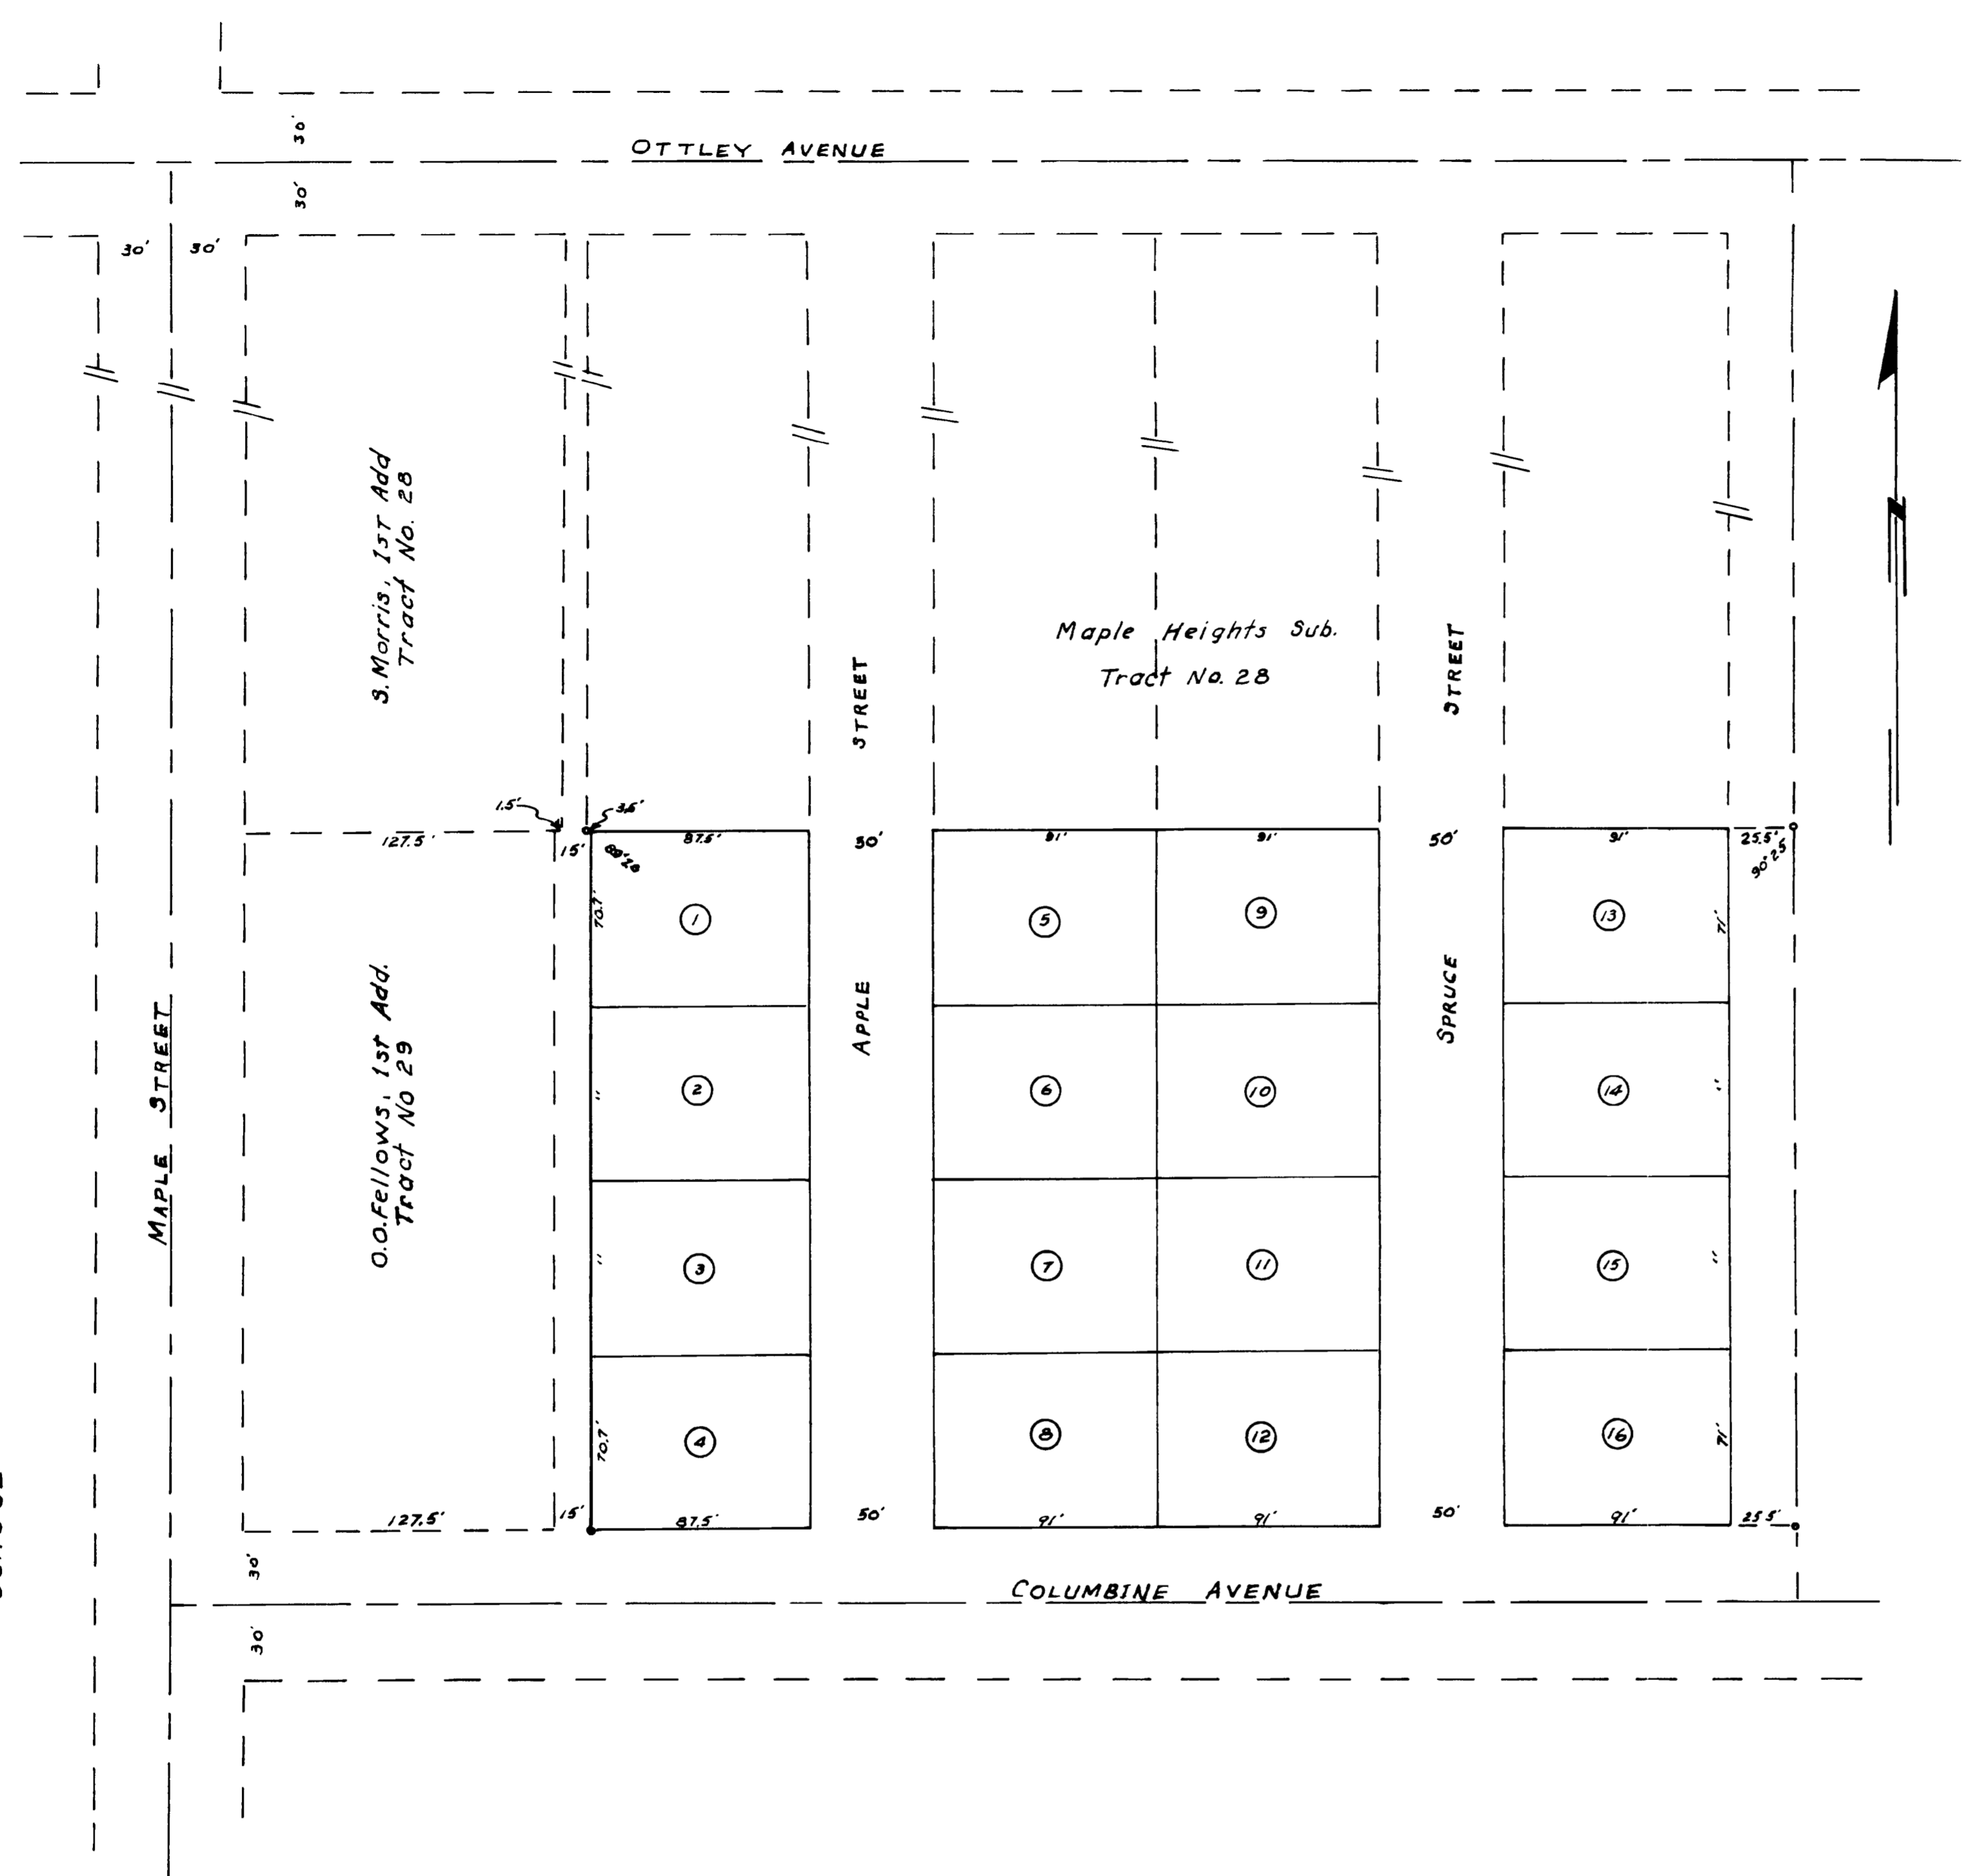 30'
OTTLEY AVENUE
30'
30' 30'
S. Morris, 1ST Add
Tract No. 28
Maple Heights Sub.
Tract No. 28
STREET
STREET
1.5' 3.5'
127.5' 15' 87.5' 50' 91' 91' 50' 91' 25.5'
90°25
70.7' 1 5 9 13 71'
O.O.Fellows, 1st Add.
Tract No 29
MAPLE STREET
APPLE
SPRUCE
" 2 6 10 14 "
" 3 7 11 15 "
70.7' 4 8 12 16 71'
127.5' 15' 87.5' 50' 91' 91' 50' 91' 25.5'
30'
COLUMBINE AVENUE
30'
N